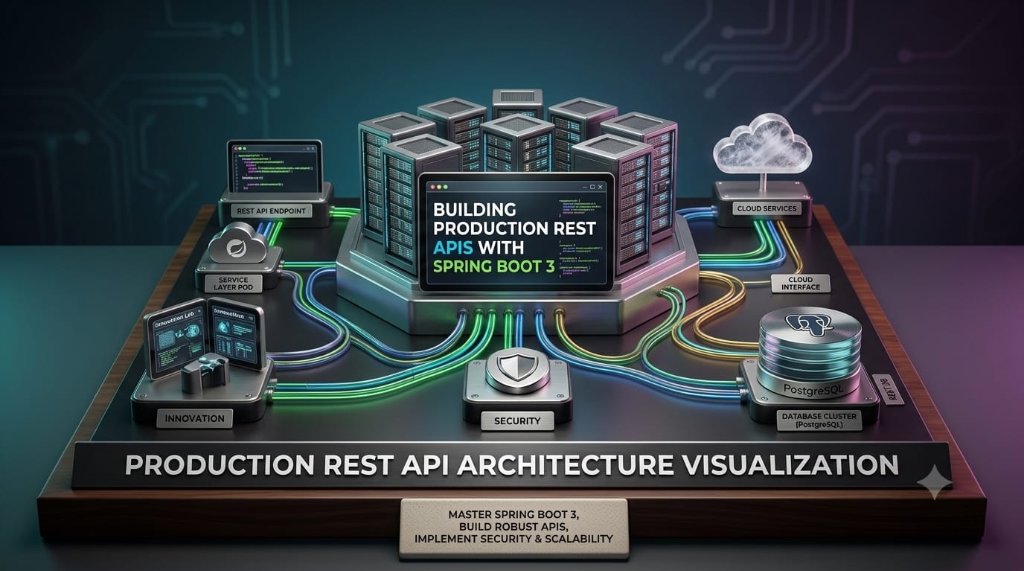 BUILDING
PRODUCTION REST
APIS WITH
SPRING BOOT 3
REST API ENDPOINT
CLOUD SERVICES
SERVICE
LAYER POD
CLOUD
INTERFACE
INNOVATION
SECURITY
PostgreSQL
DATABASE CLUSTER
(PostgreSQL)
PRODUCTION REST API ARCHITECTURE VISUALIZATION
MASTER SPRING BOOT 3,
BUILD ROBUST APIS,
IMPLEMENT SECURITY & SCALABILITY